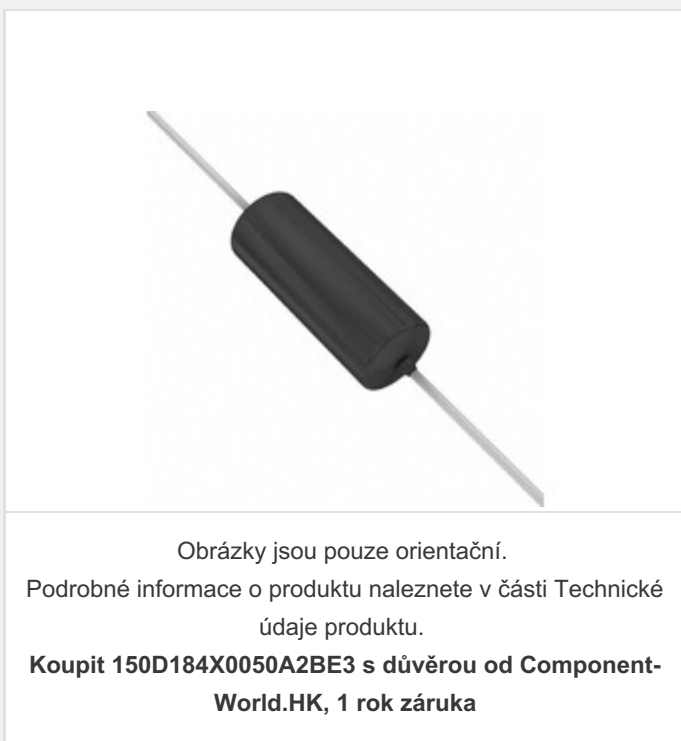 Obrázky jsou pouze orientační.
Podrobné informace o produktu naleznete v části Technické
údaje produktu.
Koupit 150D184X0050A2BE3 s důvěrou od Component-
World.HK, 1 rok záruka